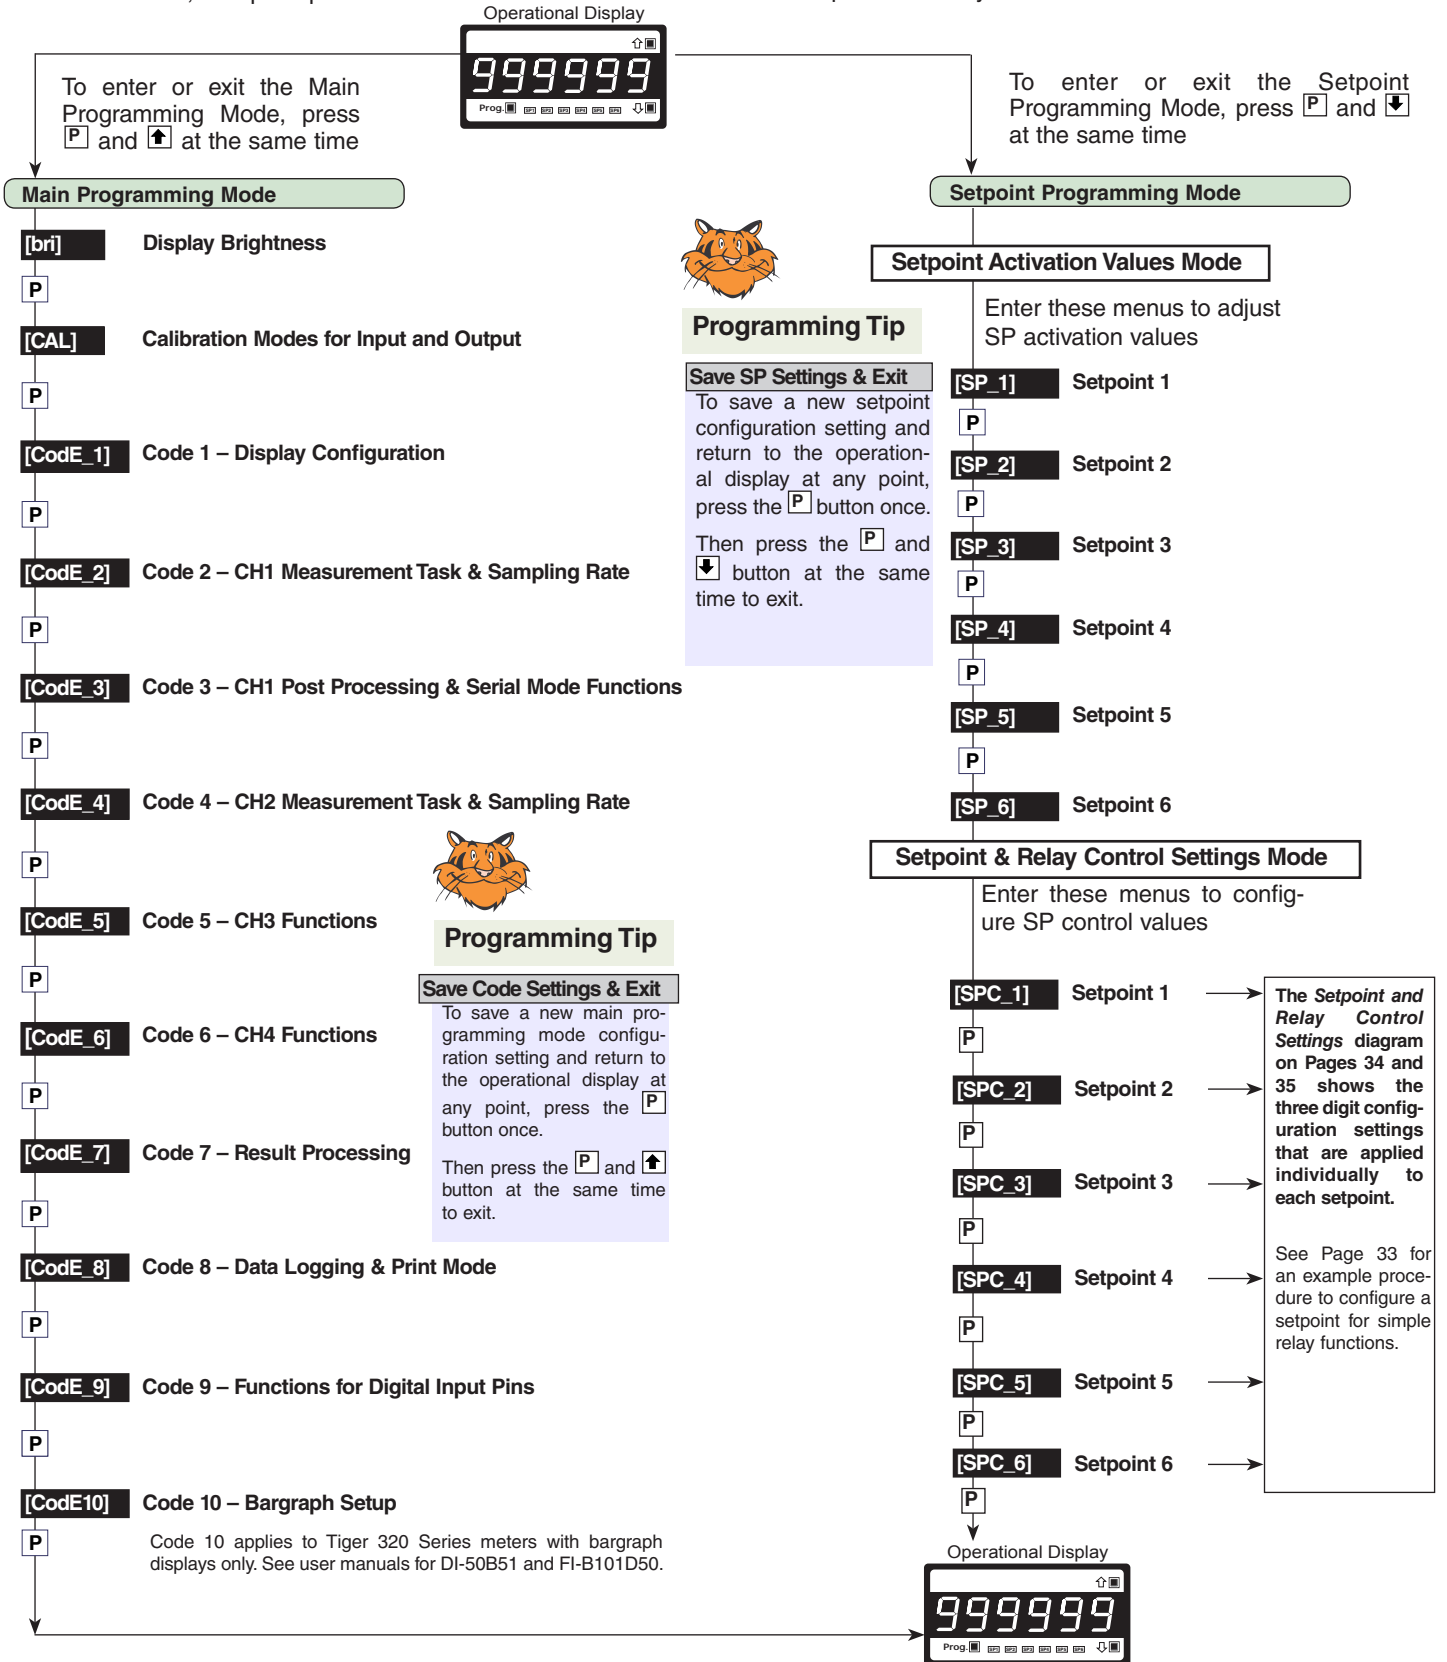 Operational Display
999999
Prog. SP1 SP2 SP3 SP4 SP5 SP6
To enter or exit the Main
Programming Mode, press
P and at the same time
To enter or exit the Setpoint
Programming Mode, press P and
at the same time
Main Programming Mode
[bri] Display Brightness
P
[CAL] Calibration Modes for Input and Output
P
[CodE_1] Code 1 – Display Configuration
P
[CodE_2] Code 2 – CH1 Measurement Task & Sampling Rate
P
[CodE_3] Code 3 – CH1 Post Processing & Serial Mode Functions
P
[CodE_4] Code 4 – CH2 Measurement Task & Sampling Rate
P
[CodE_5] Code 5 – CH3 Functions
P
[CodE_6] Code 6 – CH4 Functions
P
[CodE_7] Code 7 – Result Processing
P
[CodE_8] Code 8 – Data Logging & Print Mode
P
[CodE_9] Code 9 – Functions for Digital Input Pins
P
[CodE10] Code 10 – Bargraph Setup
P
Code 10 applies to Tiger 320 Series meters with bargraph
displays only. See user manuals for DI-50B51 and FI-B101D50.
Programming Tip
Save Code Settings & Exit
To save a new main pro-
gramming mode configu-
ration setting and return to
the operational display at
any point, press the P
button once.
Then press the P and
button at the same time
to exit.
Programming Tip
Save SP Settings & Exit
To save a new setpoint
configuration setting and
return to the operation-
al display at any point,
press the P button once.
Then press the P and
button at the same
time to exit.
Setpoint Programming Mode
Setpoint Activation Values Mode
Enter these menus to adjust
SP activation values
[SP_1] Setpoint 1
P
[SP_2] Setpoint 2
P
[SP_3] Setpoint 3
P
[SP_4] Setpoint 4
P
[SP_5] Setpoint 5
P
[SP_6] Setpoint 6
Setpoint & Relay Control Settings Mode
Enter these menus to config-
ure SP control values
[SPC_1] Setpoint 1
P
[SPC_2] Setpoint 2
P
[SPC_3] Setpoint 3
P
[SPC_4] Setpoint 4
P
[SPC_5] Setpoint 5
P
[SPC_6] Setpoint 6
P
The Setpoint and
Relay Control
Settings diagram
on Pages 34 and
35 shows the
three digit config-
uration settings
that are applied
individually to
each setpoint.
See Page 33 for
an example proce-
dure to configure a
setpoint for simple
relay functions.
Operational Display
999999
Prog. SP1 SP2 SP3 SP4 SP5 SP6